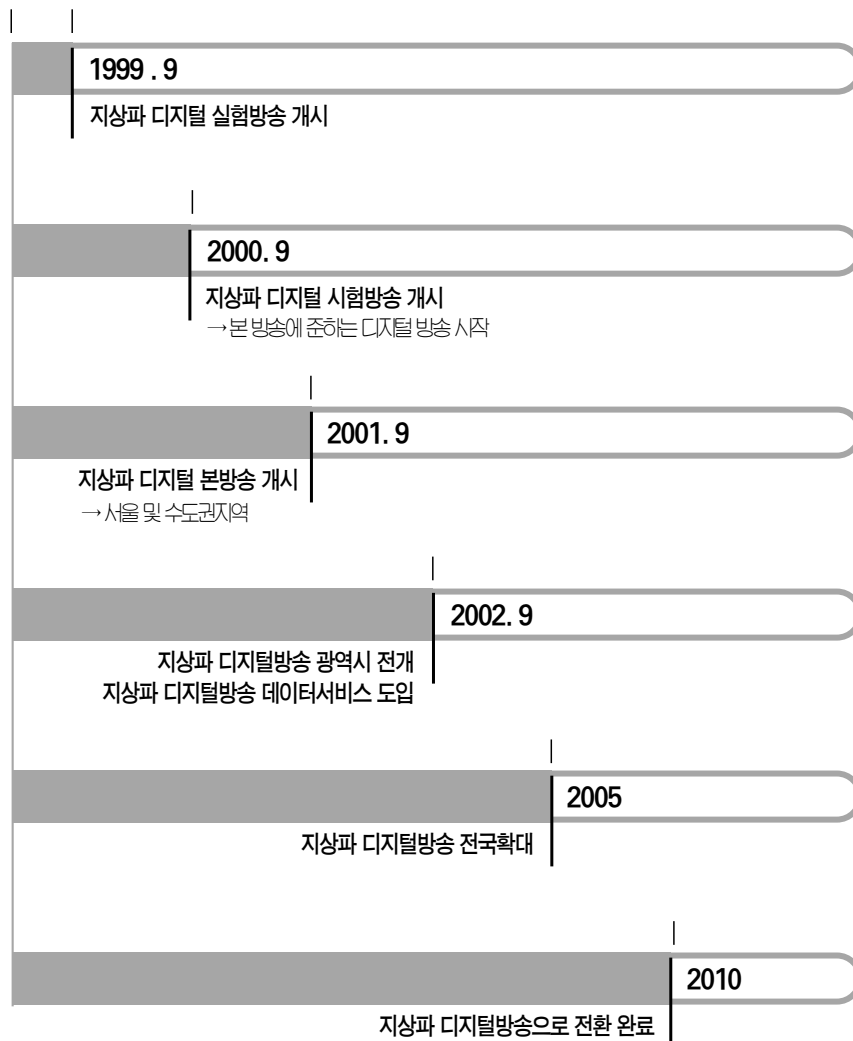 1999 . 9
지상파 디지털 실험방송 개시
2000. 9
지상파 디지털 시험방송 개시
→ 본 방송에 준하는 디지털 방송 시작
2001. 9
지상파 디지털 본방송 개시
→ 서울 및 수도권지역
2002. 9
지상파 디지털방송 광역시 전개
지상파 디지털방송 데이터서비스 도입
2005
지상파 디지털방송 전국확대
2010
지상파 디지털방송으로 전환 완료